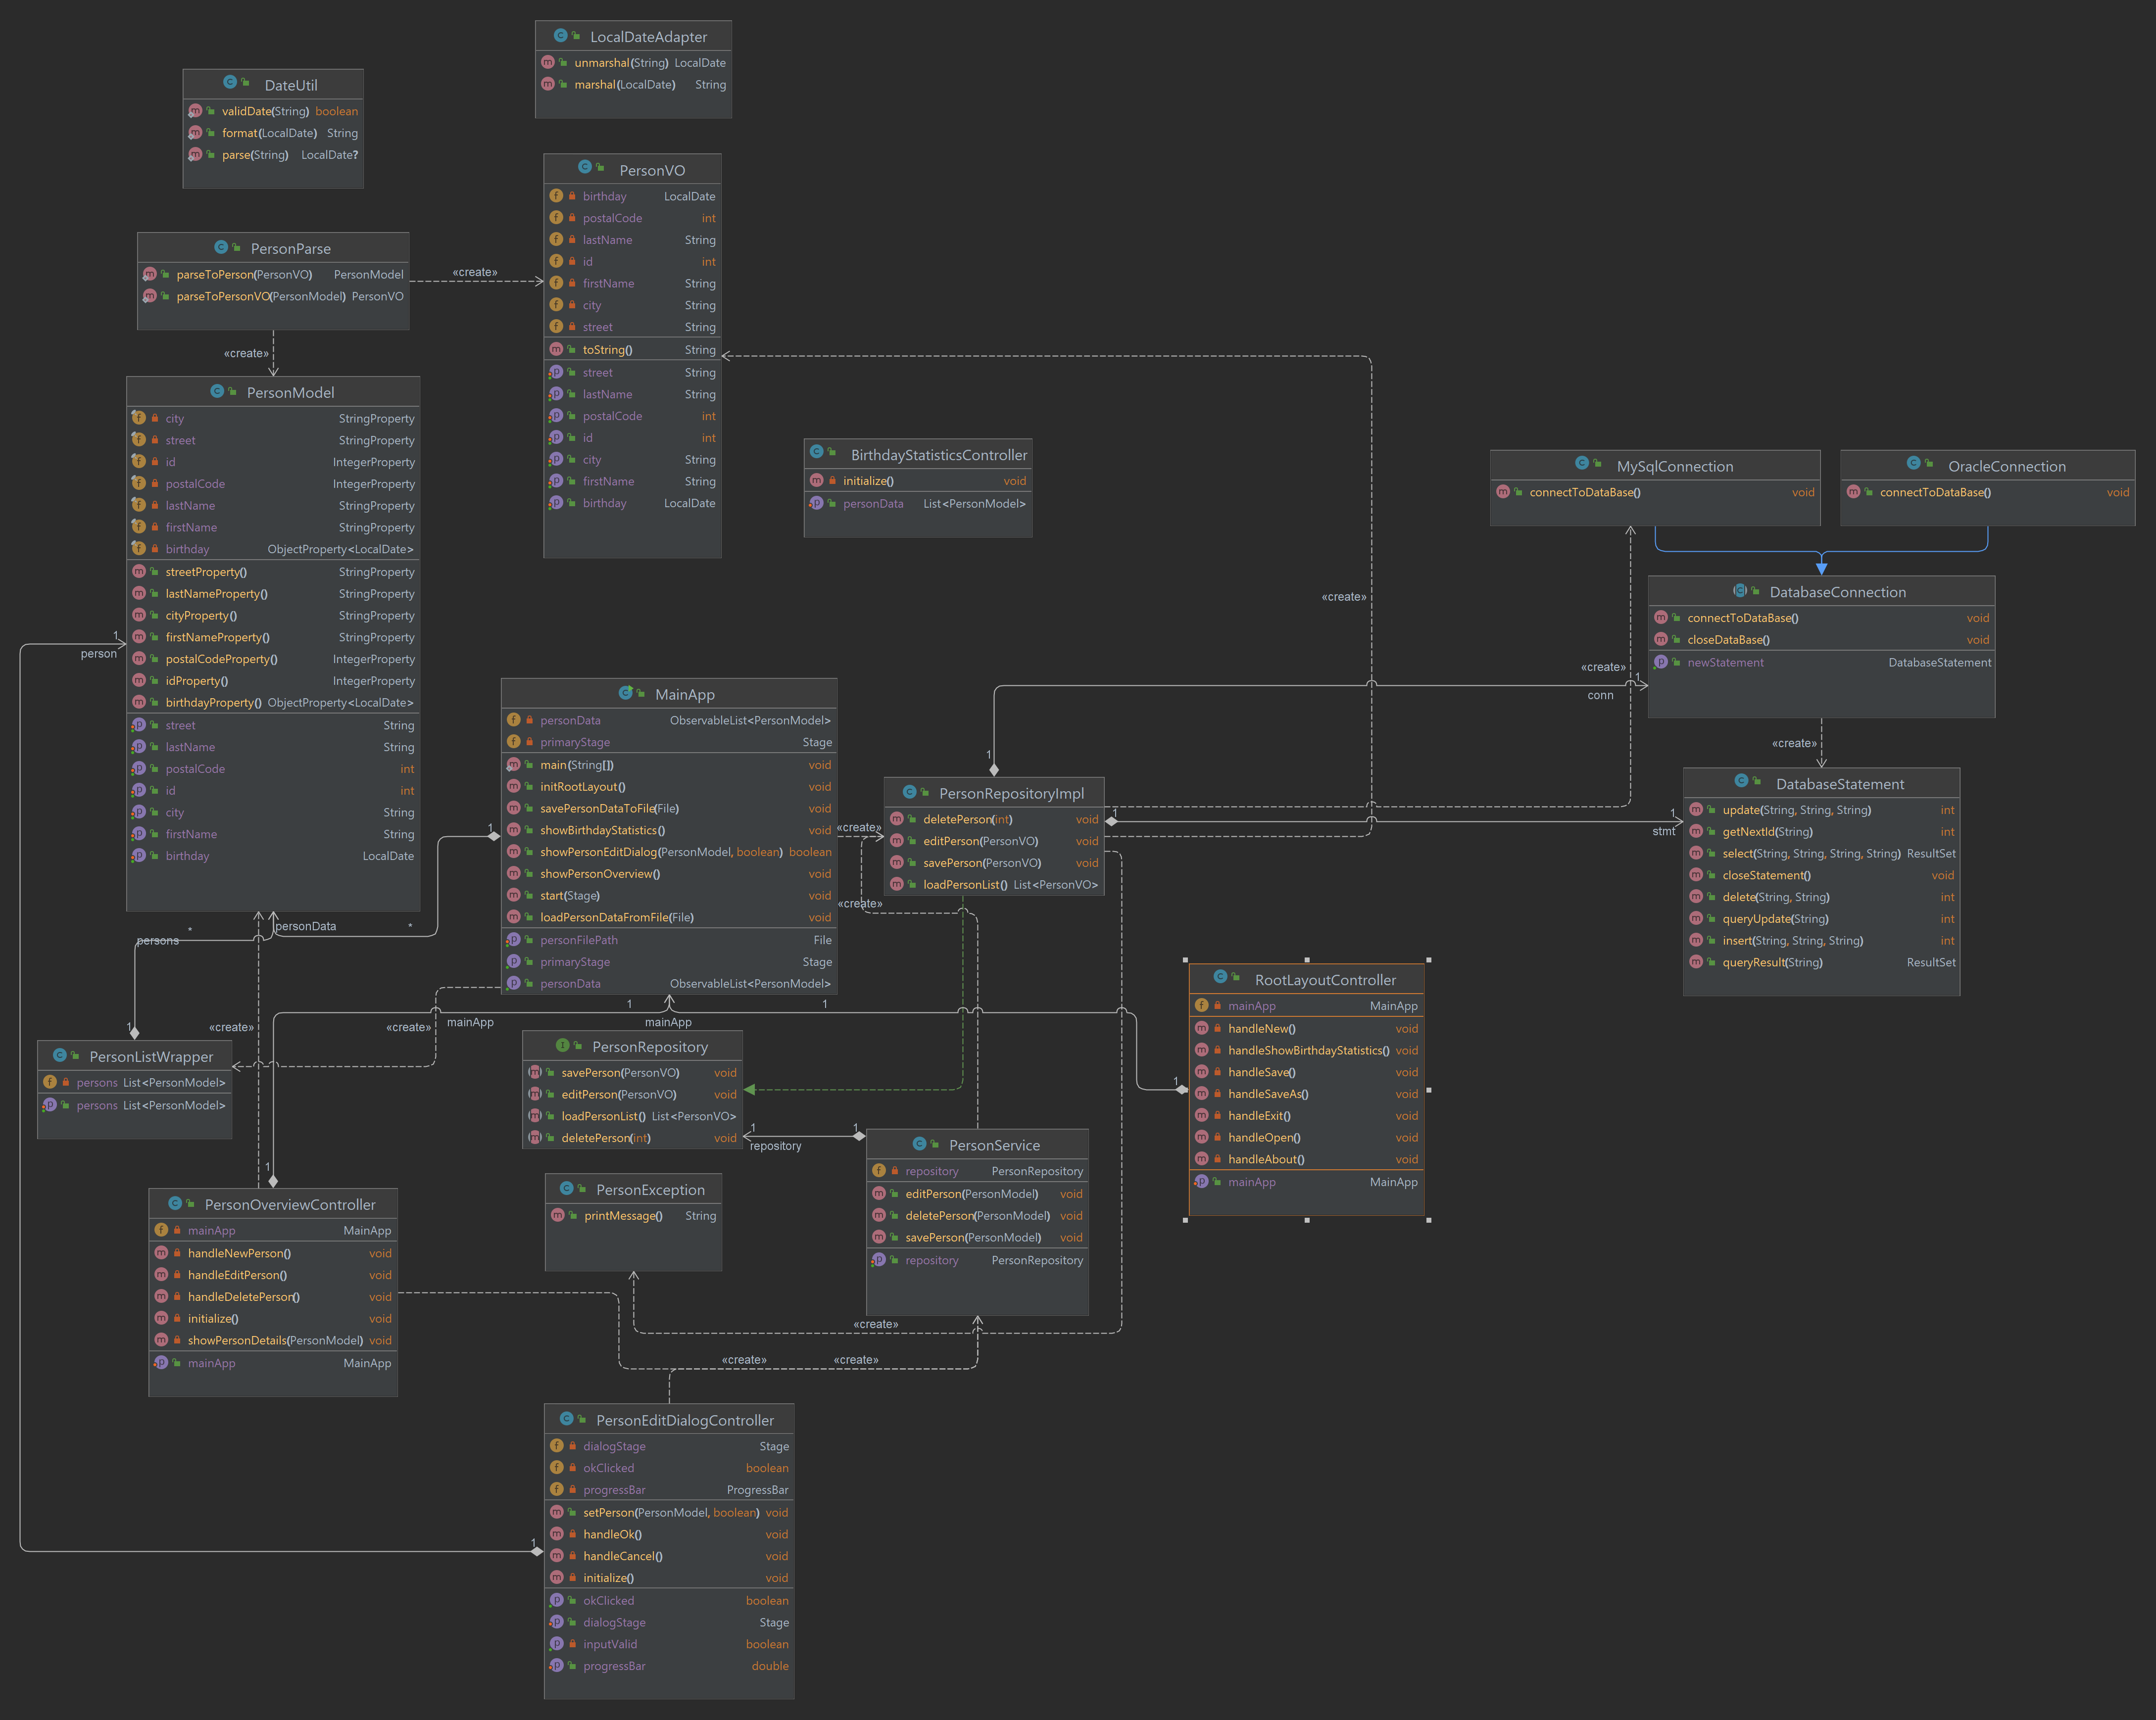 LocalDateAdapter
unmarshal(String) LocalDate
marshal(LocalDate) String
DateUtil
validDate(String) boolean
format(LocalDate) String
parse(String) LocalDate?
PersonVO
birthday LocalDate
postalCode int
lastName String
id int
firstName String
city String
street String
toString() String
street String
lastName String
postalCode int
id int
city String
firstName String
birthday LocalDate
PersonParse
parseToPerson(PersonVO) PersonModel
parseToPersonVO(PersonModel) PersonVO
«create»
«create»
PersonModel
city StringProperty
street StringProperty
id IntegerProperty
postalCode IntegerProperty
lastName StringProperty
firstName StringProperty
birthday ObjectProperty<LocalDate>
streetProperty() StringProperty
lastNameProperty() StringProperty
cityProperty() StringProperty
firstNameProperty() StringProperty
postalCodeProperty() IntegerProperty
idProperty() IntegerProperty
birthdayProperty() ObjectProperty<LocalDate>
street String
lastName String
postalCode int
id int
city String
firstName String
birthday LocalDate
1
person
BirthdayStatisticsController
initialize() void
personData List<PersonModel>
MySqlConnection
connectToDataBase() void
OracleConnection
connectToDataBase() void
«create»
DatabaseConnection
connectToDataBase() void
closeDataBase() void
newStatement DatabaseStatement
«create»
1
conn
«create»
MainApp
personData ObservableList<PersonModel>
primaryStage Stage
main(String[]) void
initRootLayout() void
savePersonDataToFile(File) void
showBirthdayStatistics() void
showPersonEditDialog(PersonModel, boolean) boolean
showPersonOverview() void
start(Stage) void
loadPersonDataFromFile(File) void
personFilePath File
primaryStage Stage
personData ObservableList<PersonModel>
1
1
«create»
PersonRepositoryImpl
deletePerson(int) void
editPerson(PersonVO) void
savePerson(PersonVO) void
loadPersonList() List<PersonVO>
1
1
stmt
«create»
DatabaseStatement
update(String, String, String) int
getNextId(String) int
select(String, String, String, String) ResultSet
closeStatement() void
delete(String, String) int
queryUpdate(String) int
insert(String, String, String) int
queryResult(String) ResultSet
*
persons
personData
*
1
1
1
«create»
«create»
mainApp
mainApp
PersonListWrapper
persons List<PersonModel>
persons List<PersonModel>
PersonRepository
savePerson(PersonVO) void
editPerson(PersonVO) void
loadPersonList() List<PersonVO>
deletePerson(int) void
RootLayoutController
mainApp MainApp
handleNew() void
handleShowBirthdayStatistics() void
handleSave() void
handleSaveAs() void
handleExit() void
handleOpen() void
handleAbout() void
mainApp MainApp
1
1
1
repository
PersonService
repository PersonRepository
editPerson(PersonModel) void
deletePerson(PersonModel) void
savePerson(PersonModel) void
repository PersonRepository
1
PersonOverviewController
mainApp MainApp
handleNewPerson() void
handleEditPerson() void
handleDeletePerson() void
initialize() void
showPersonDetails(PersonModel) void
mainApp MainApp
PersonException
printMessage() String
«create»
«create»
«create»
PersonEditDialogController
dialogStage Stage
okClicked boolean
progressBar ProgressBar
setPerson(PersonModel, boolean) void
handleOk() void
handleCancel() void
initialize() void
okClicked boolean
dialogStage Stage
inputValid boolean
progressBar double
1